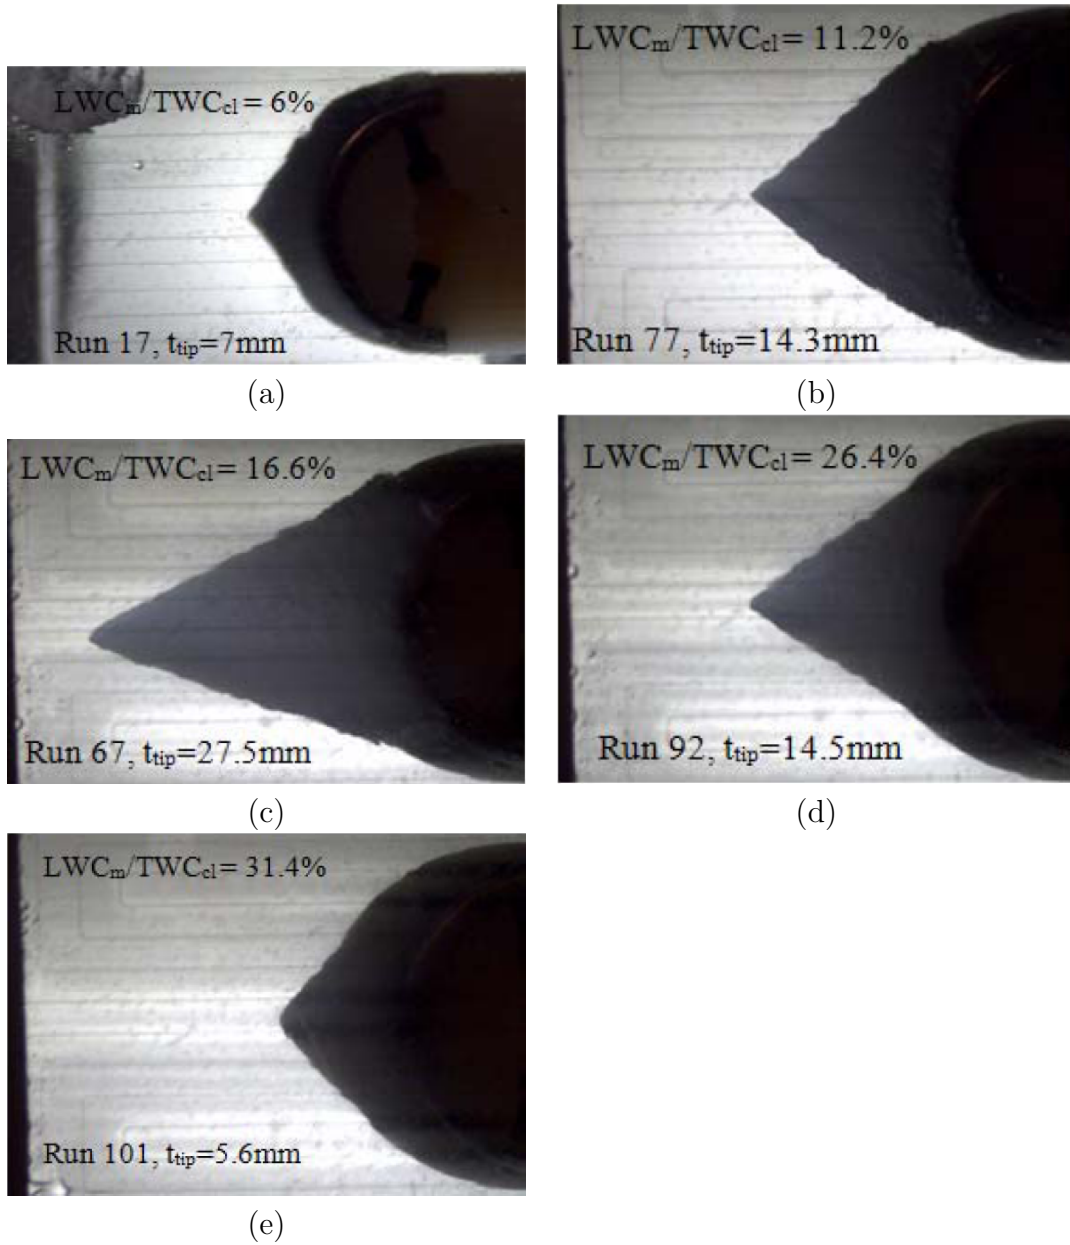 LWCm/TWCcl = 6%
Run 17, ttip=7mm
(a)
LWCm/TWCcl = 11.2%
Run 77, ttip=14.3mm
(b)
LWCm/TWCcl = 16.6%
Run 67, ttip=27.5mm
(c)
LWCm/TWCcl = 26.4%
Run 92, ttip=14.5mm
(d)
LWCm/TWCcl = 31.4%
Run 101, ttip=5.6mm
(e)